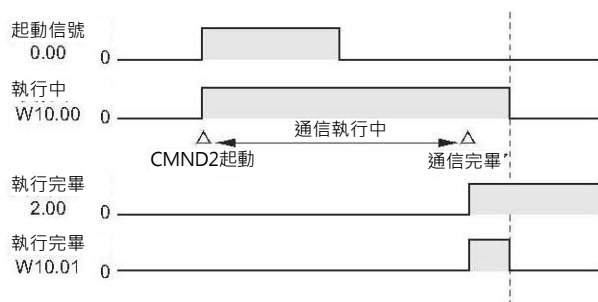 起動信號
0.00 0
執行中
W10.00 0
通信執行中
CMND2起動 通信完畢
執行完畢
2.00 0
執行完畢
W10.01 0